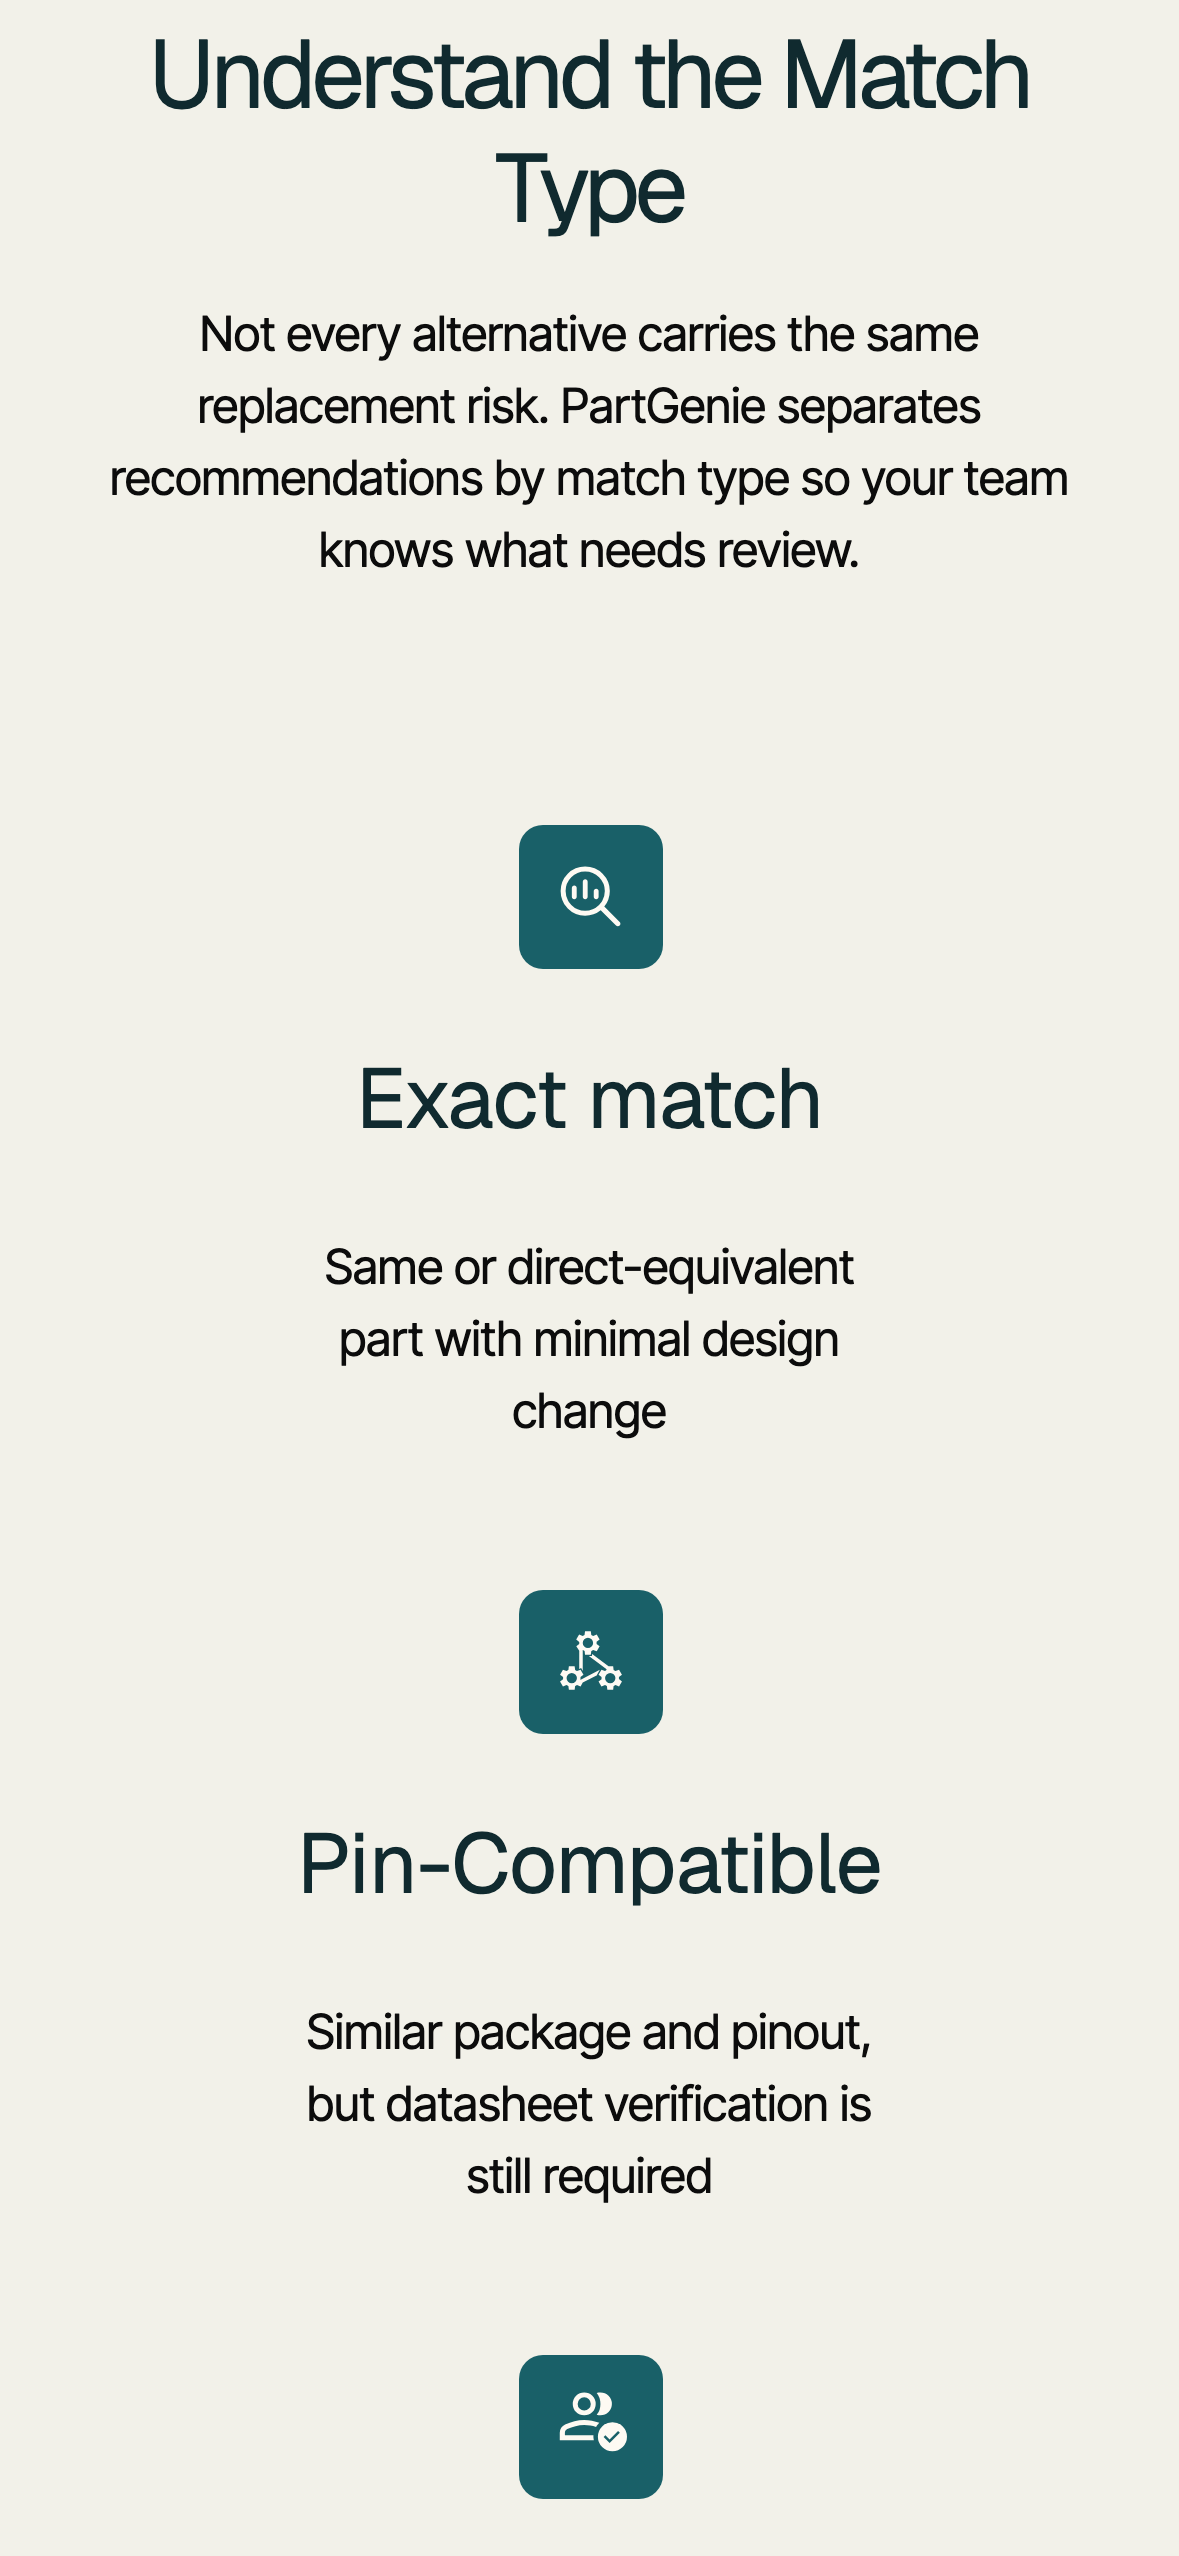 Understand the Match
Type
Not every alternative carries the same
replacement risk. PartGenie separates
recommendations by match type so your team
knows what needs review.
Exact match
Same or direct-equivalent
part with minimal design
change
Pin-Compatible
Similar package and pinout,
but datasheet verification is
still required